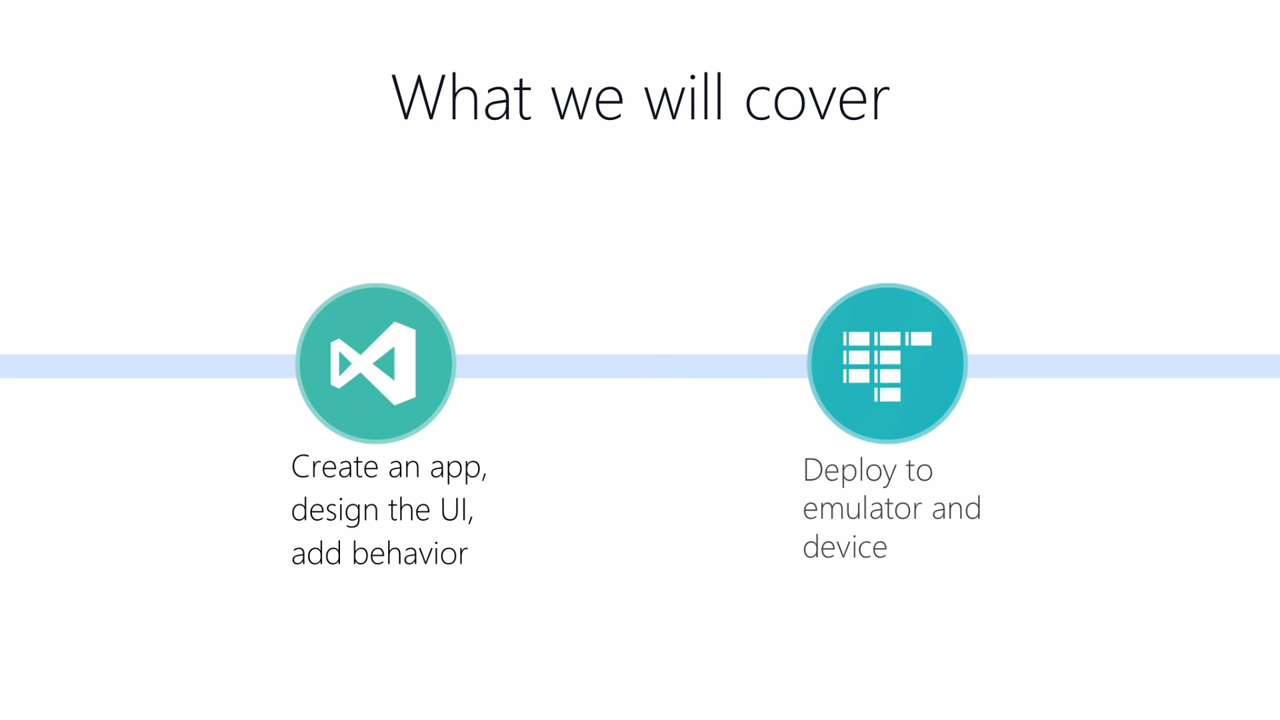 What we will cover
Create an app,
design the UI,
add behavior
Deploy to
emulator and
device